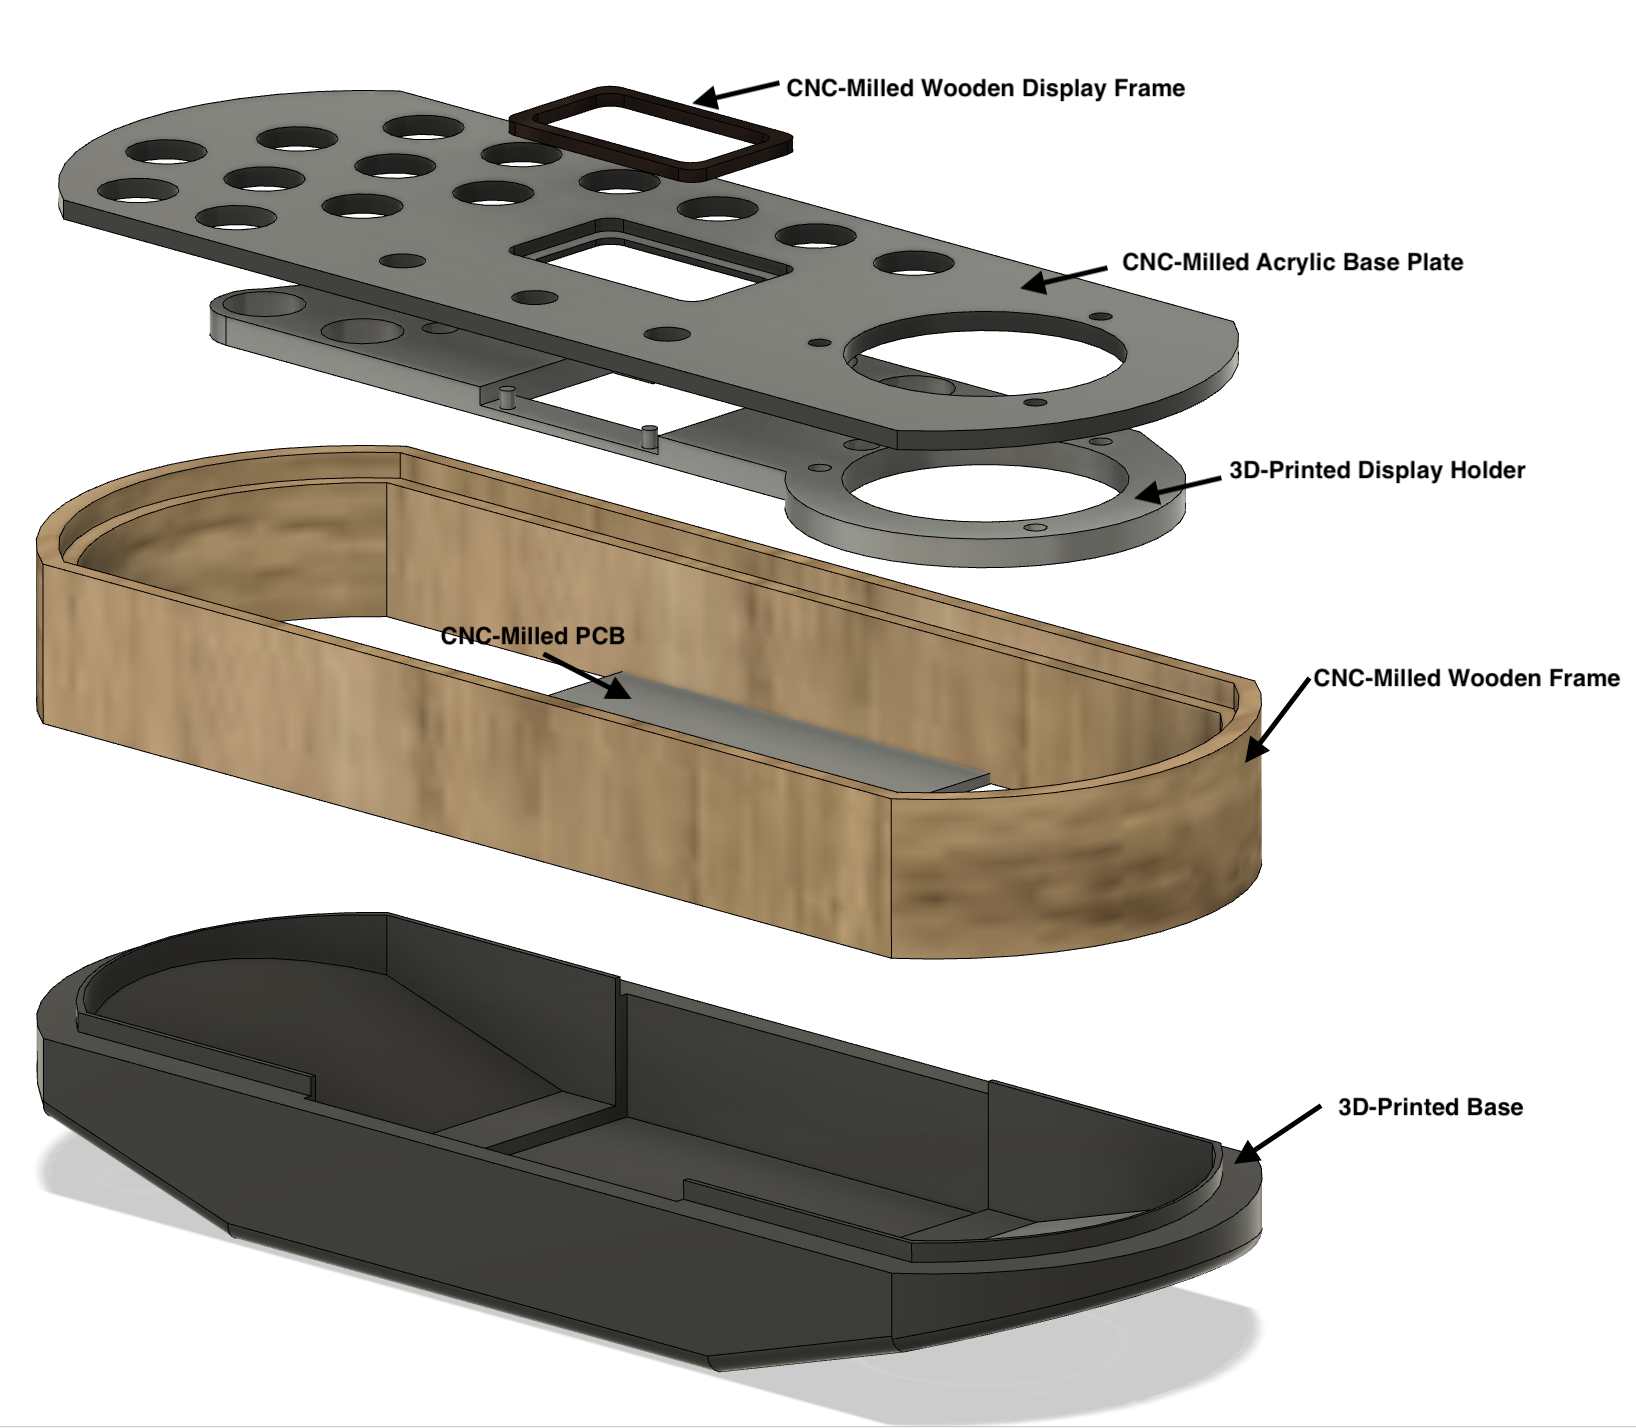 CNC-Milled Wooden Display Frame
CNC-Milled Acrylic Base Plate
3D-Printed Display Holder
CNC-Milled PCB
CNC-Milled Wooden Frame
3D-Printed Base